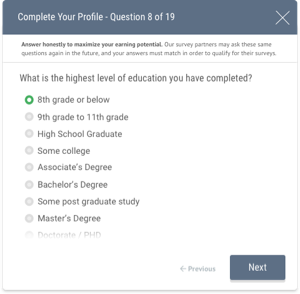 Complete Your Profile - Question 8 of 19
Answer honestly to maximize your earning potential. Our survey partners may ask these same
questions again in the future, and your answers must match in order to qualify for their surveys.
What is the highest level of education you have completed?
8th grade or below
9th grade to 11th grade
High School Graduate
Some college
Associate's Degree
Bachelor's Degree
Some post graduate study
Master's Degree
Doctorate / PHD
Previous
Next